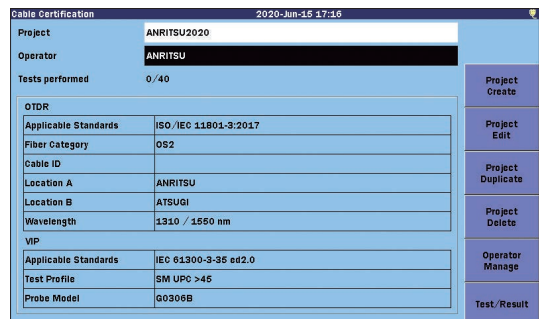 Cable Certification 2020-Jun-15 17:16
Project ANRITSU2020
Operator ANRITSU
Tests performed 0/40
OTDR
Applicable Standards ISO/IEC 11801-3:2017
Fiber Category OS2
Cable ID
Location A ANRITSU
Location B ATSUGI
Wavelength 1310 / 1550 nm
VIP
Applicable Standards IEC 61300-3-35 ed2.0
Test Profile SM UPC >45
Probe Model G0306B
Project
Create
Project
Edit
Project
Duplicate
Project
Delete
Operator
Manage
Test/Result